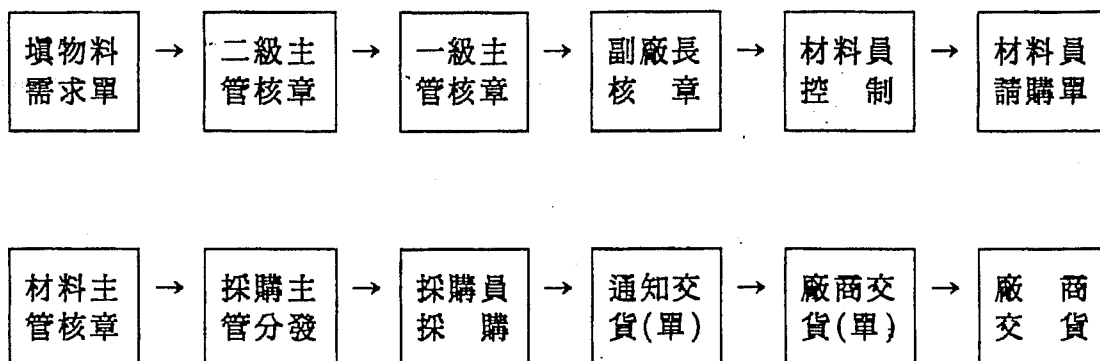 填物料 → 二級主 → 一級主 → 副廠長 → 材料員 → 材料員
需求單 管核章 管核章 核章 控制 請購單
材料主 → 採購主 → 採購員 → 通知交 → 廠商交 → 廠商
管核章 管分發 採購 貨(單) 貨(單) 交貨